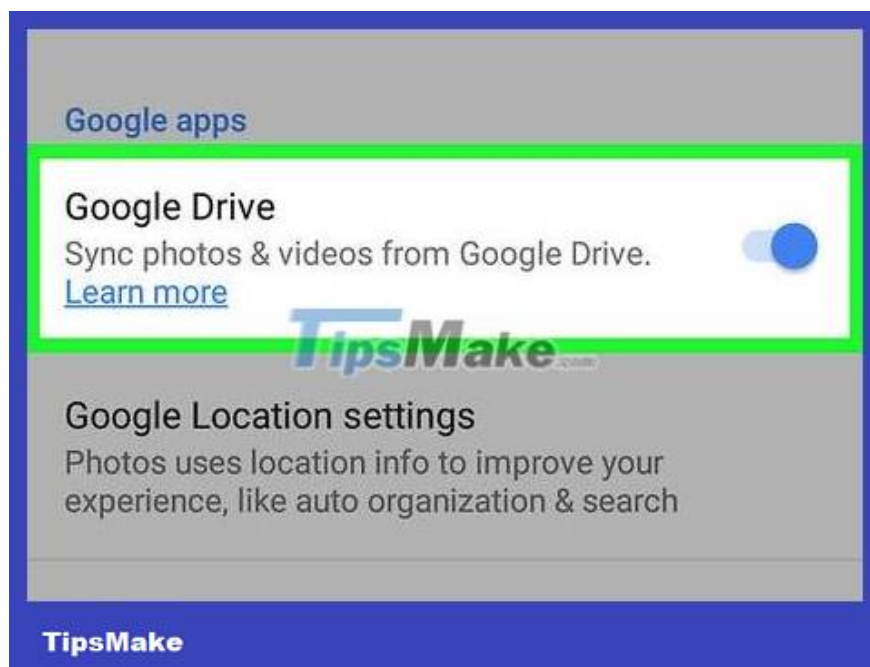 Google apps
Google Drive
Sync photos & videos from Google Drive.
Learn more
TipsMake.com
Google Location settings
Photos uses location info to improve your
experience, like auto organization & search
TipsMake